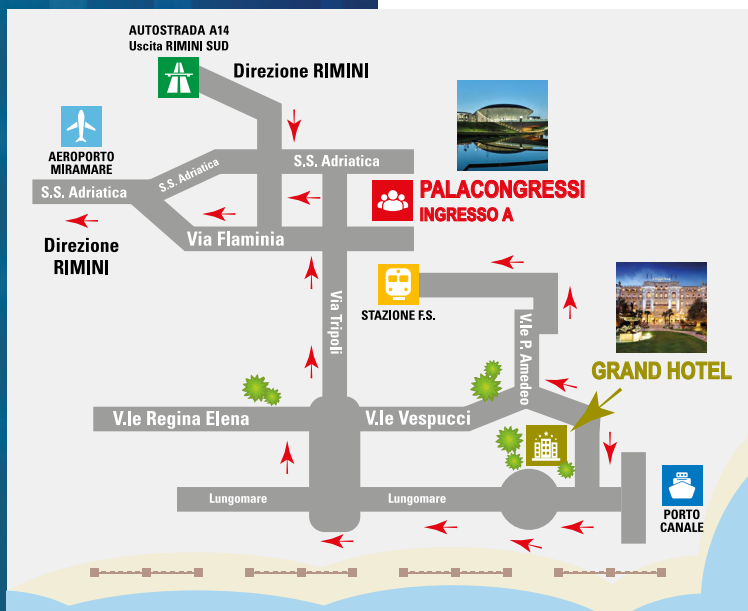 AUTOSTRADA A14
Uscita RIMINI SUD
Direzione RIMINI
AEROPORTO
MIRAMARE
S.S. Adriatica
S.S. Adriatica
S.S. Adriatica
PALACONGRESSI
INGRESSO A
Direzione
RIMINI
Via Flaminia
Via Tripoli
STAZIONE F.S.
V.le P. Amedeo
GRAND HOTEL
V.le Regina Elena
V.le Vespucci
Lungomare
Lungomare
PORTO
CANALE